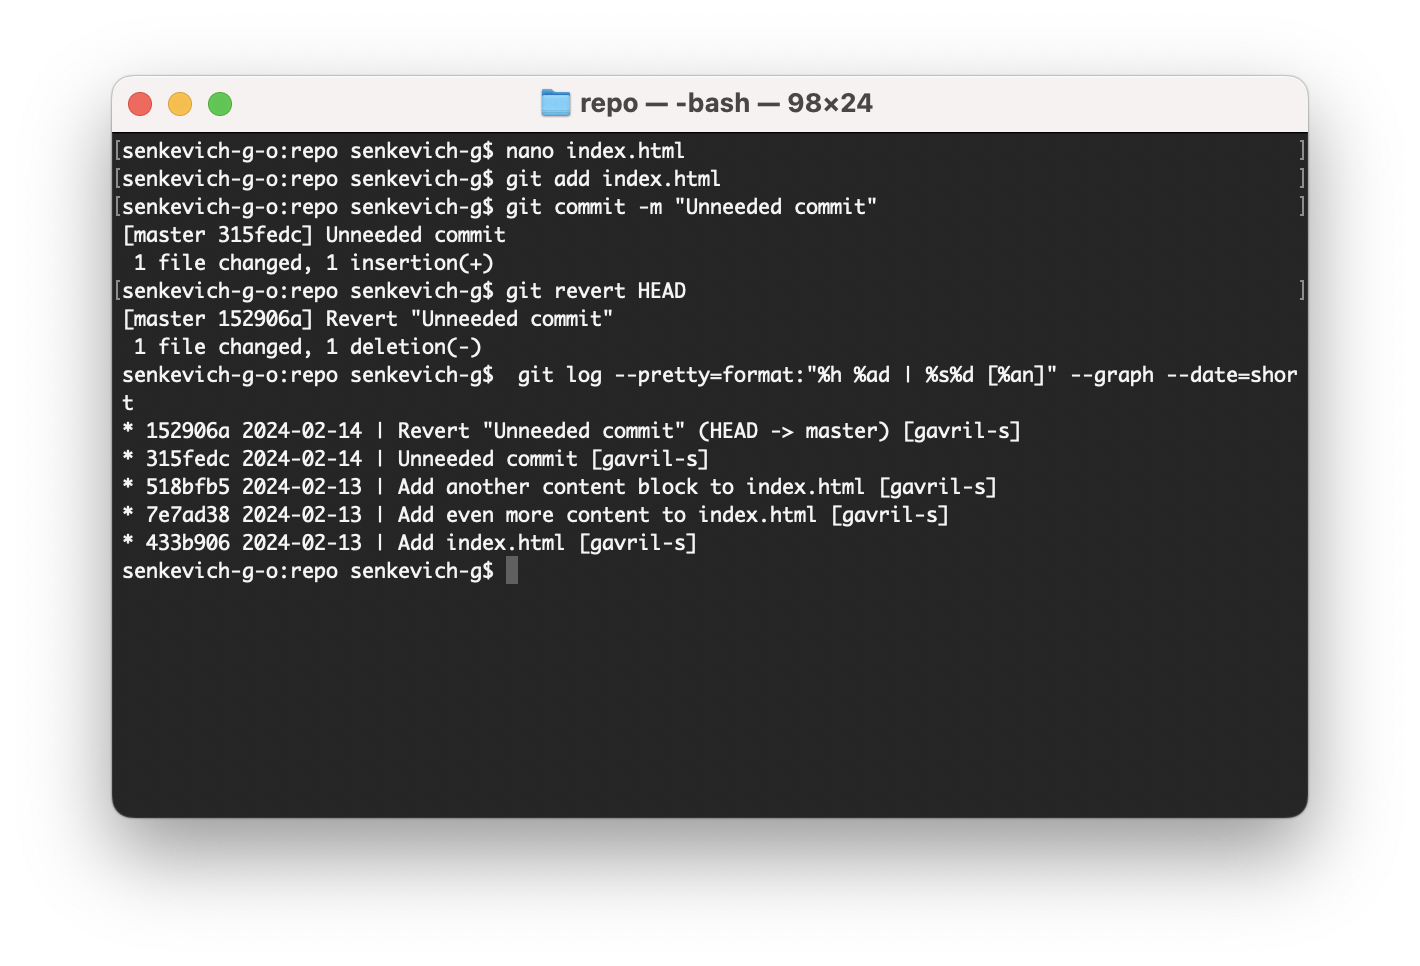 repo — -bash — 98×24
[senkevich-g-o:repo senkevich-g$ nano index.html ]
[senkevich-g-o:repo senkevich-g$ git add index.html ]
[senkevich-g-o:repo senkevich-g$ git commit -m "Unneeded commit" ]
[master 315fedc] Unneeded commit
 1 file changed, 1 insertion(+)
[senkevich-g-o:repo senkevich-g$ git revert HEAD ]
[master 152906a] Revert "Unneeded commit"
 1 file changed, 1 deletion(-)
senkevich-g-o:repo senkevich-g$  git log --pretty=format:"%h %ad | %s%d [%an]" --graph --date=shor
t
* 152906a 2024-02-14 | Revert "Unneeded commit" (HEAD -> master) [gavril-s]
* 315fedc 2024-02-14 | Unneeded commit [gavril-s]
* 518bfb5 2024-02-13 | Add another content block to index.html [gavril-s]
* 7e7ad38 2024-02-13 | Add even more content to index.html [gavril-s]
* 433b906 2024-02-13 | Add index.html [gavril-s]
senkevich-g-o:repo senkevich-g$